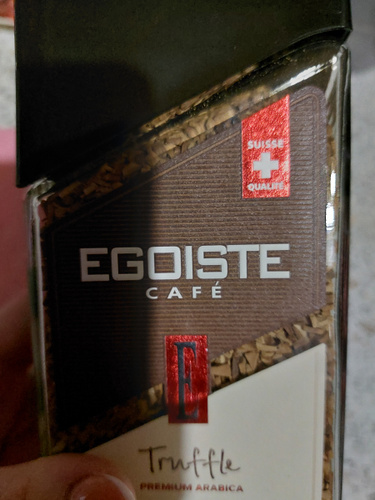 SUISSE
QUALITÉ
EGOISTE
CAFÉ
E
Truffle
PREMIUM ARABICA